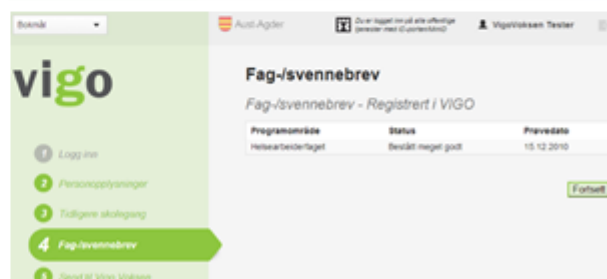 Bokmål
Aust-Agder
Du er logget inn på alle offentlige
tjenester med ID-porten/MinID
VigoVoksen Tester
vigo
Fag-/svennebrev
Fag-/svennebrev - Registrert i VIGO
Programområde Status Prøvedato
Helsearbeiderfaget Bestått meget godt 15.12.2010
Fortsett
1 Logg inn
2 Personopplysninger
3 Tidligere skolegang
4 Fag-/svennebrev
5 Send til Vigo Voksen